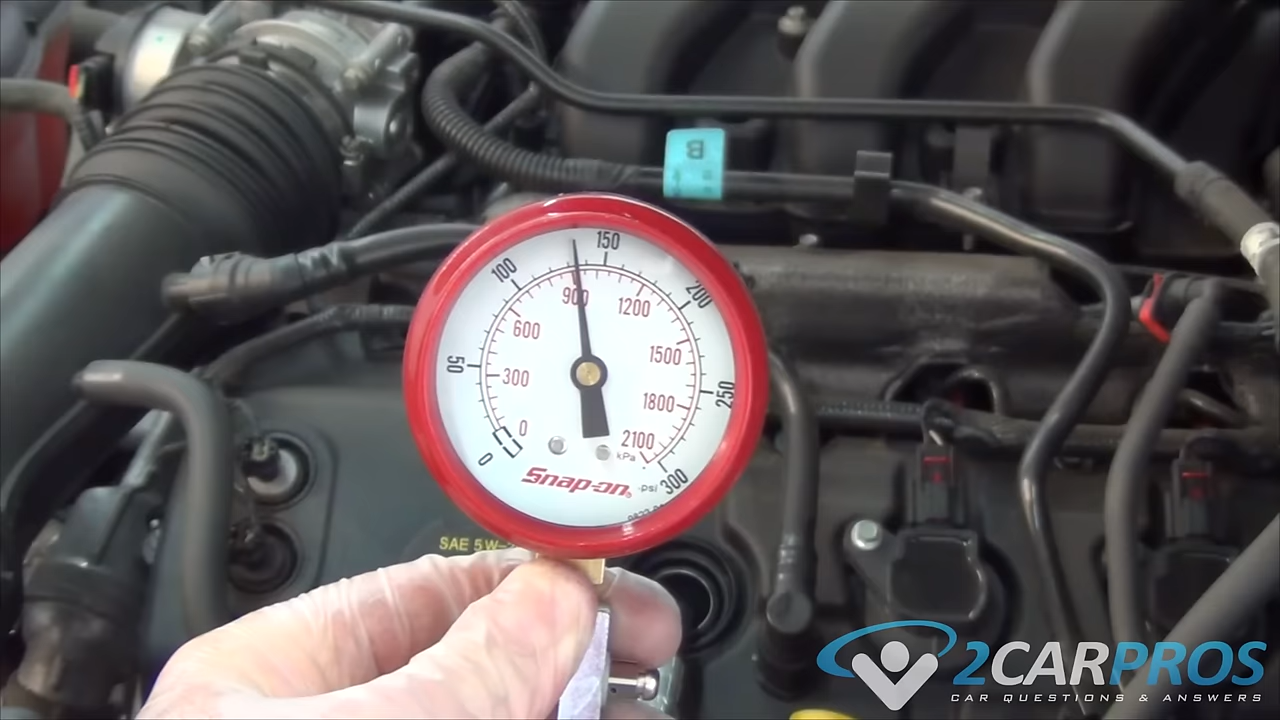 B
150
100
200
50
250
0
300
900
1200
600
1500
300
1800
0
2100
kPa
Snap-on®
psi
SAE 5W-
2CARPROS
CAR QUESTIONS & ANSWERS